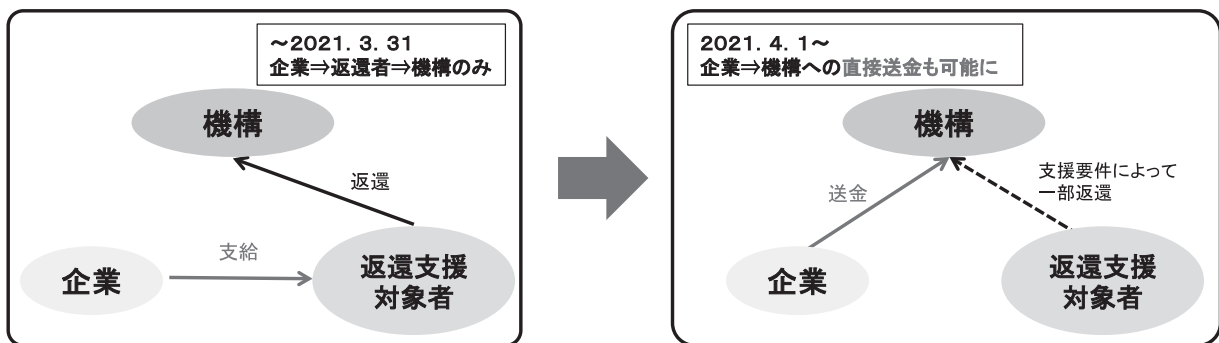 ～2021. 3. 31
企業⇒返還者⇒機構のみ
機構
返還
支給
企業
返還支援
対象者
2021. 4. 1～
企業⇒機構への直接送金も可能に
機構
支援要件によって
一部返還
送金
企業
返還支援
対象者